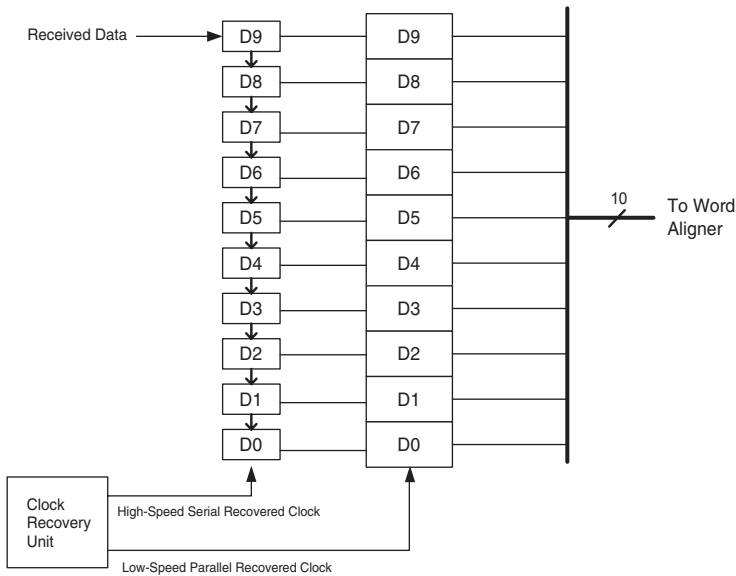 Received Data
D9 D9
D8 D8
D7 D7
D6 D6
D5 D5
D4 D4
D3 D3
D2 D2
D1 D1
D0 D0
10
To Word
Aligner
Clock
Recovery
Unit
High-Speed Serial Recovered Clock
Low-Speed Parallel Recovered Clock